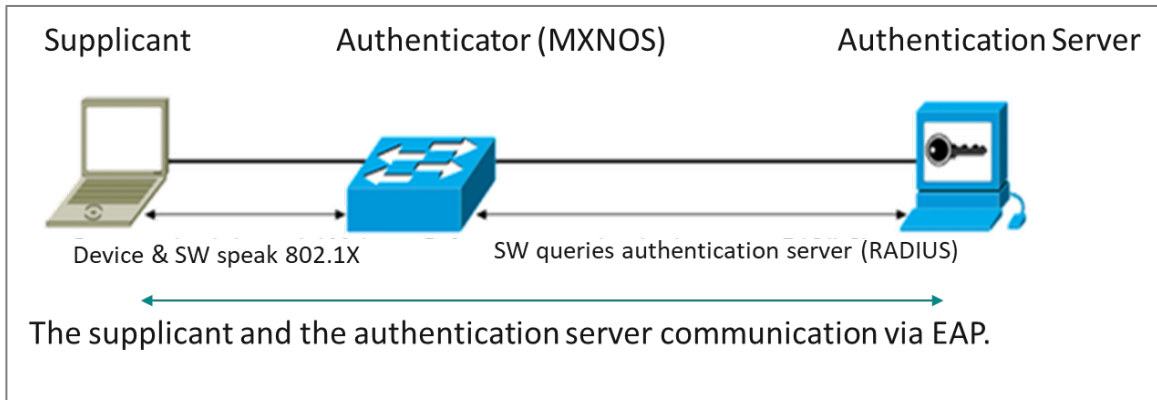 Supplicant
Authenticator (MXNOS)
Authentication Server
Device & SW speak 802.1X
SW queries authentication server (RADIUS)
The supplicant and the authentication server communication via EAP.